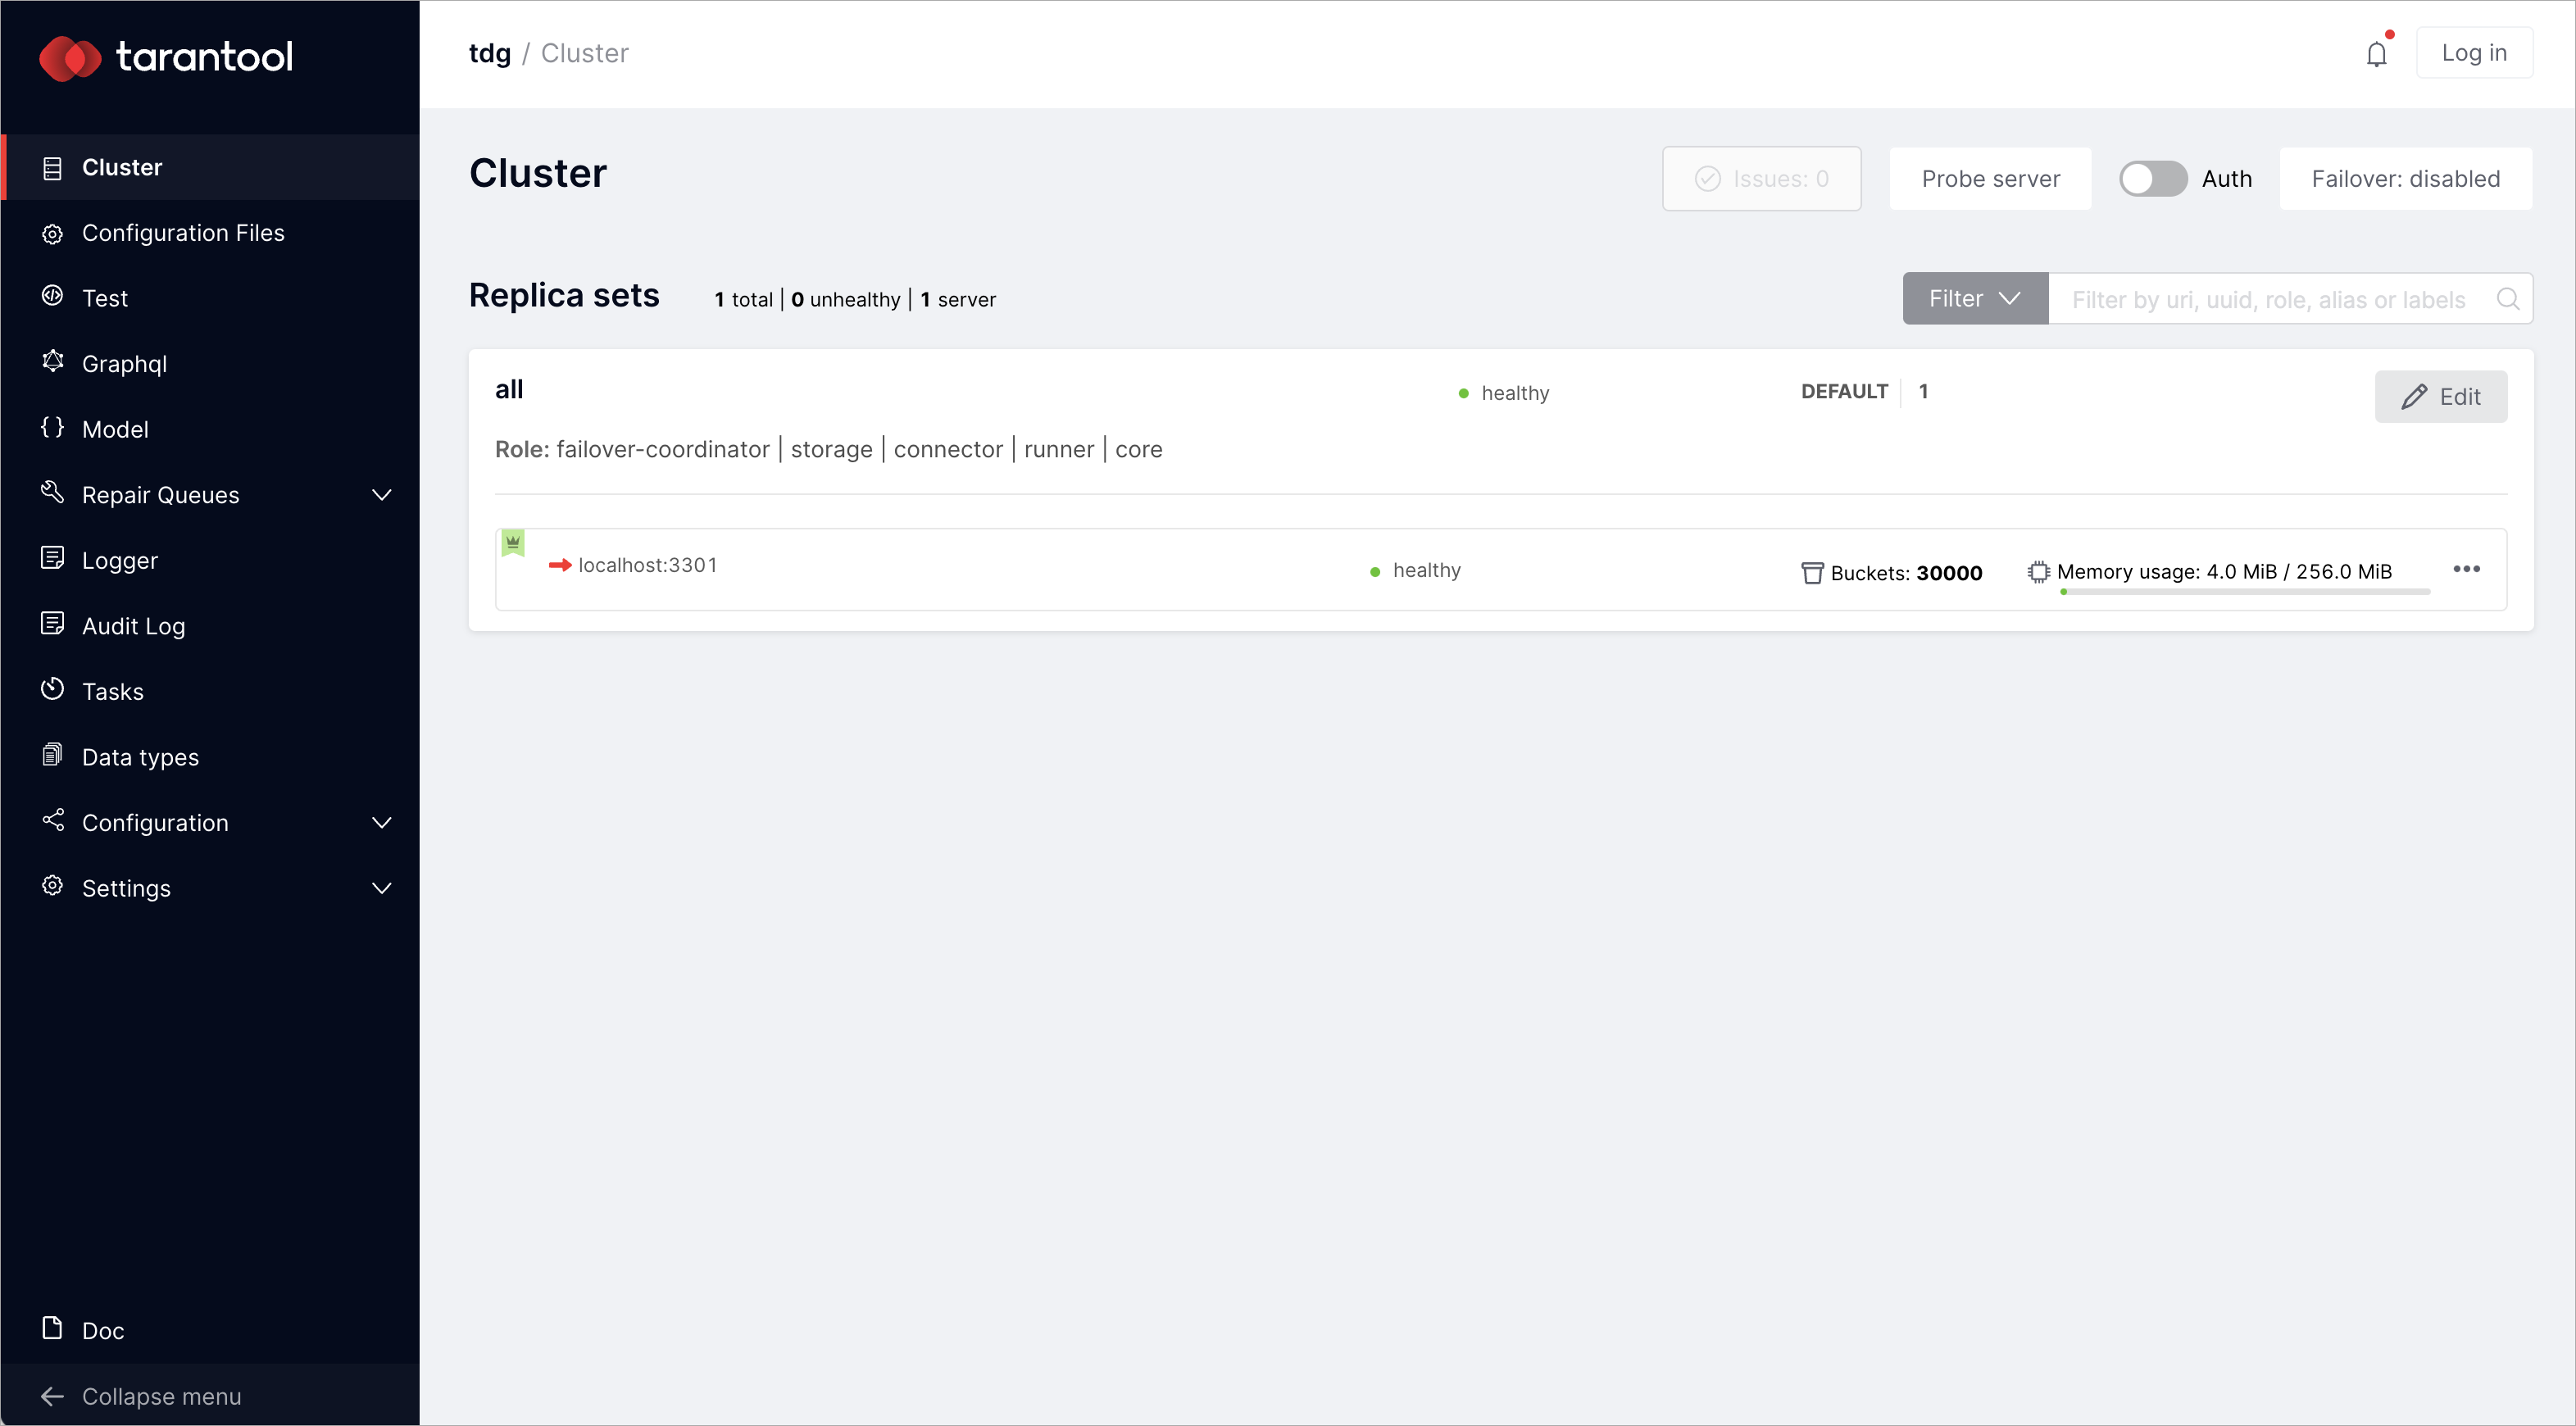 tarantool
Cluster
Configuration Files
Test
Graphql
Model
Repair Queues
Logger
Audit Log
Tasks
Data types
Configuration
Settings
Doc
Collapse menu
tdg / Cluster
Log in
Cluster
Issues: 0
Probe server
Auth
Failover: disabled
Replica sets
1 total | 0 unhealthy | 1 server
Filter
Filter by uri, uuid, role, alias or labels
all
healthy
DEFAULT | 1
Edit
Role: failover-coordinator | storage | connector | runner | core
localhost:3301
healthy
Buckets: 30000
Memory usage: 4.0 MiB / 256.0 MiB